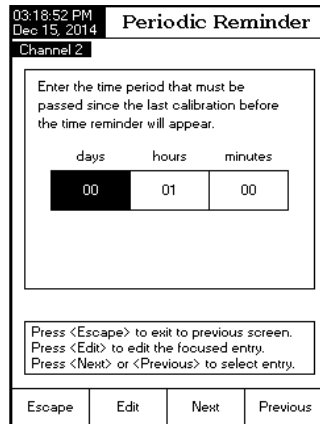 03:18:52 PM
Dec 15, 2014
Periodic Reminder
Channel 2
Enter the time period that must be
passed since the last calibration before
the time reminder will appear.
days hours minutes
00 01 00
Press <Escape> to exit to previous screen.
Press <Edit> to edit the focused entry.
Press <Next> or <Previous> to select entry.
Escape Edit Next Previous